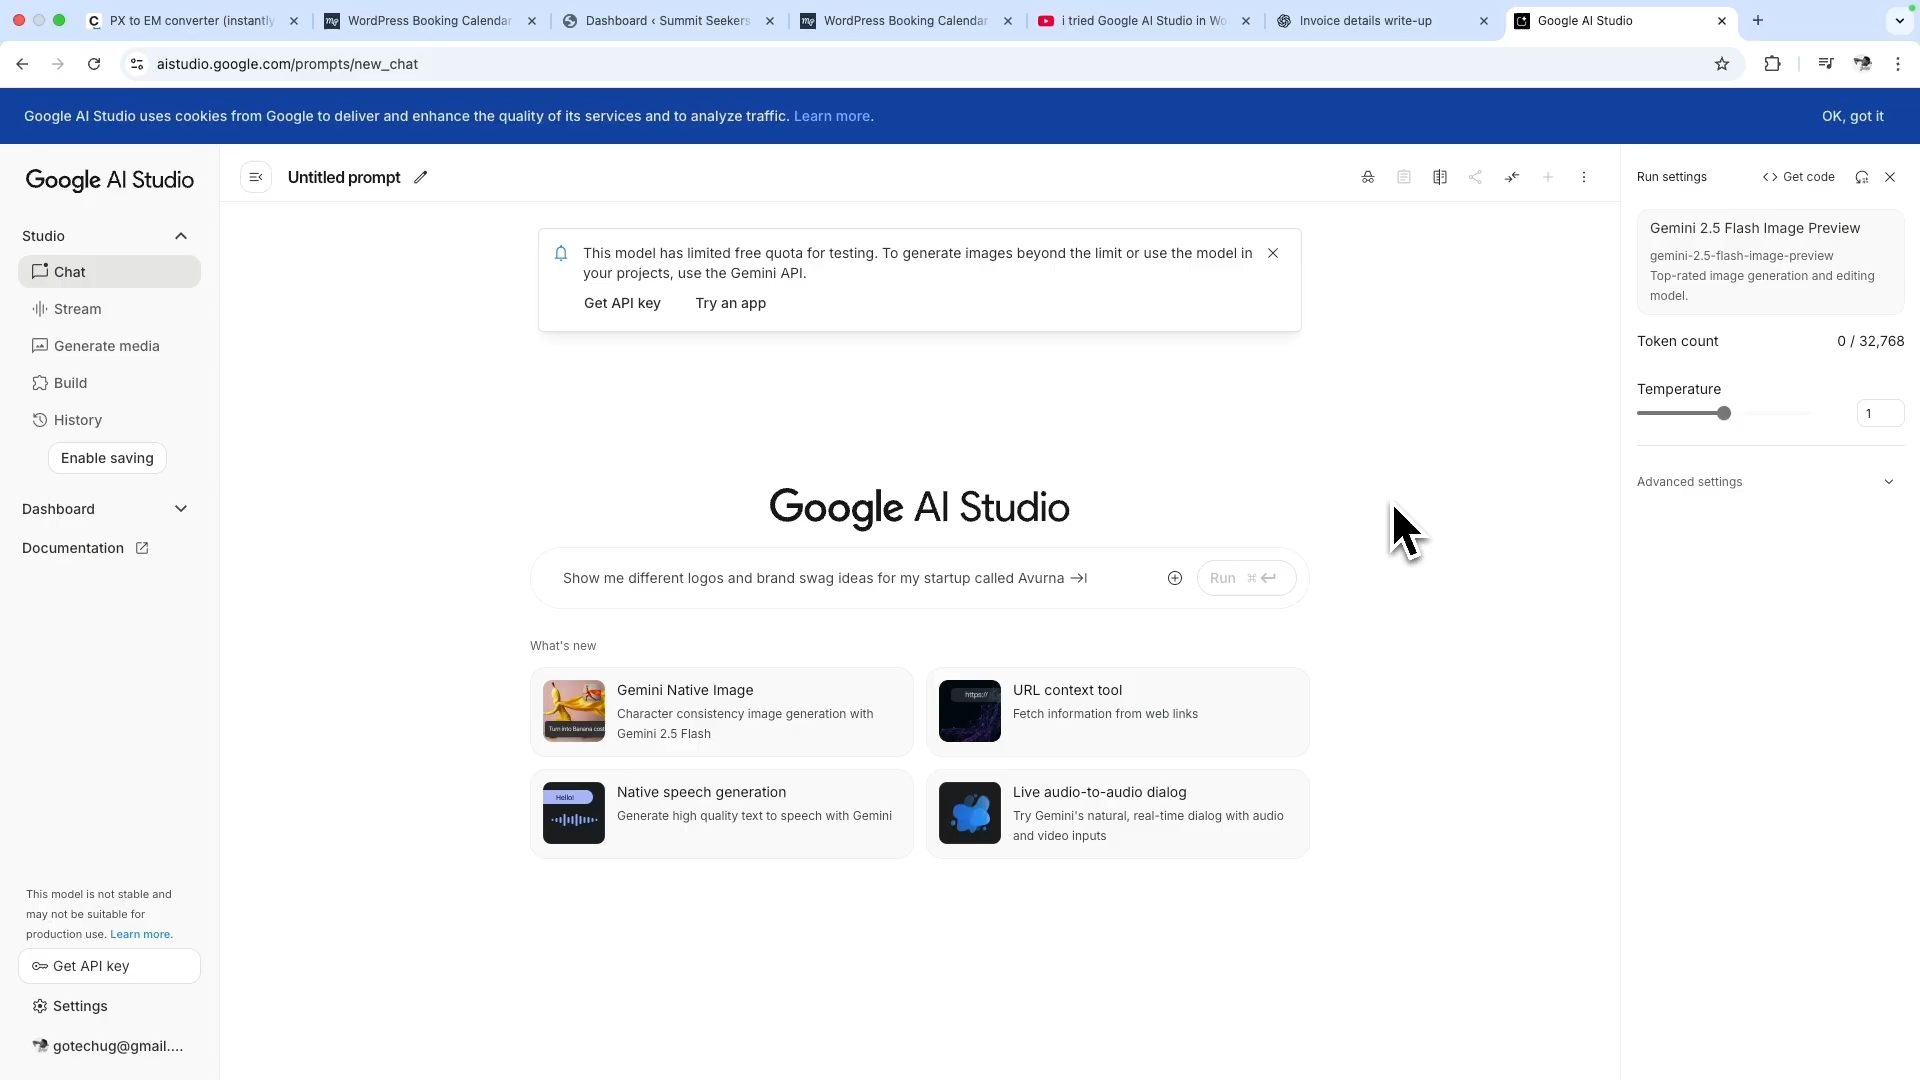 PX to EM converter (instantly
WordPress Booking Calendar
Dashboard ‹ Summit Seekers
WordPress Booking Calendar
i tried Google AI Studio in Wo
Invoice details write-up
Google AI Studio
aistudio.google.com/prompts/new_chat
Google AI Studio uses cookies from Google to deliver and enhance the quality of its services and to analyze traffic. Learn more.
OK, got it
Google AI Studio
Studio
Chat
Stream
Generate media
Build
History
Enable saving
Dashboard
Documentation
This model is not stable and
may not be suitable for
production use. Learn more.
Get API key
Settings
gotechug@gmail....
Untitled prompt
This model has limited free quota for testing. To generate images beyond the limit or use the model in
your projects, use the Gemini API.
Get API key Try an app
Google AI Studio
Show me different logos and brand swag ideas for my startup called Avurna
Run ⌘
What's new
Gemini Native Image
Character consistency image generation with
Gemini 2.5 Flash
Turn into Banana cost
URL context tool
Fetch information from web links
https://
Native speech generation
Generate high quality text to speech with Gemini
Hello!
Live audio-to-audio dialog
Try Gemini's natural, real-time dialog with audio
and video inputs
Run settings
<> Get code
Gemini 2.5 Flash Image Preview
gemini-2.5-flash-image-preview
Top-rated image generation and editing
model.
Token count 0 / 32,768
Temperature
1
Advanced settings